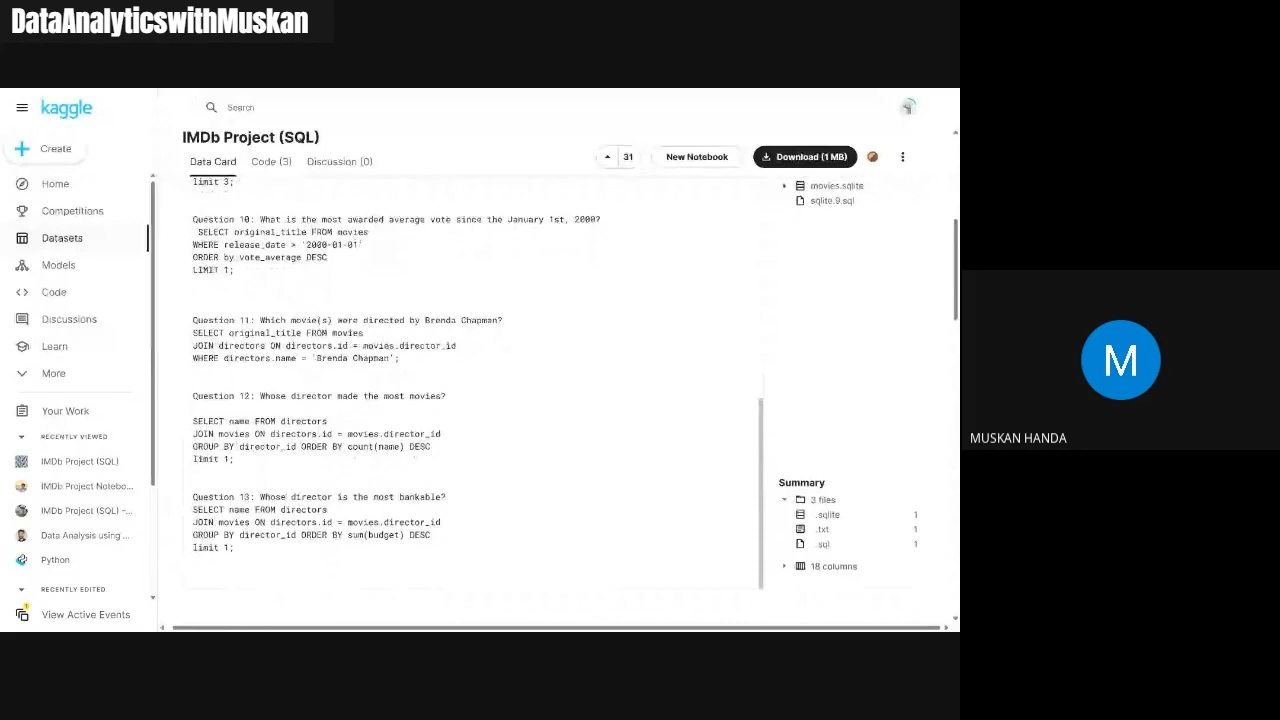 DataAnalyticswithMuskan
kaggle
Search
Create
Home
Competitions
Datasets
Models
Code
Discussions
Learn
More
Your Work
RECENTLY VIEWED
IMDb Project (SQL)
IMDb Project Notebo...
IMDb Project (SQL) -...
Data Analysis using ...
Python
RECENTLY EDITED
View Active Events
IMDb Project (SQL)
Data Card Code (3) Discussion (0)
31
New Notebook
Download (1 MB)
limit 3;
Question 10: What is the most awarded average vote since the January 1st, 2000?
SELECT original_title FROM movies
WHERE release_date > '2000-01-01'
ORDER by vote_average DESC
LIMIT 1;
Question 11: Which movie(s) were directed by Brenda Chapman?
SELECT original_title FROM movies
JOIN directors ON directors.id = movies.director_id
WHERE directors.name = 'Brenda Chapman';
Question 12: Whose director made the most movies?
SELECT name FROM directors
JOIN movies ON directors.id = movies.director_id
GROUP BY director_id ORDER BY count(name) DESC
limit 1;
Question 13: Whose director is the most bankable?
SELECT name FROM directors
JOIN movies ON directors.id = movies.director_id
GROUP BY director_id ORDER BY sum(budget) DESC
limit 1;
movies.sqlite
sqlite.9.sql
Summary
3 files
.sqlite 1
.txt 1
.sql 1
18 columns
M
MUSKAN HANDA